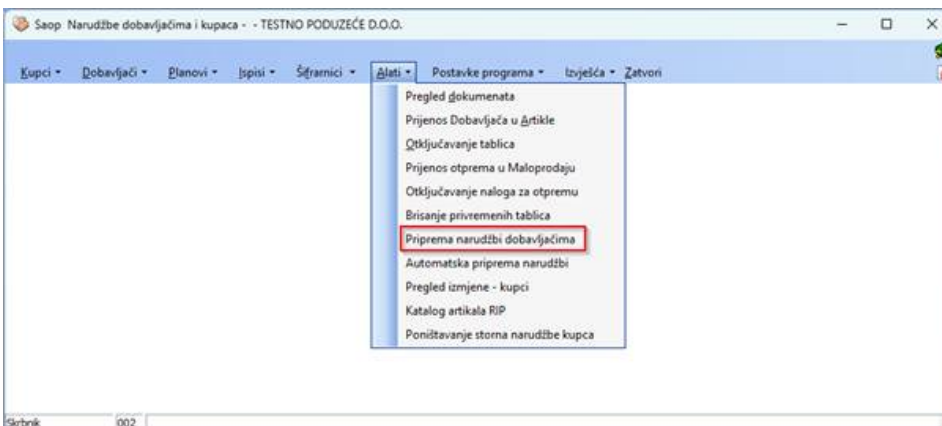 Saop Narudžbe dobavljačima i kupaca - - TESTNO PODUZEĆE D.O.O.
Kupci Dobavljači Planovi Ispisi Šifrarnici Alati Postavke programa Izvješća Zatvori
Pregled dokumenata
Prijenos Dobavljača u Artikle
Otključavanje tablica
Prijenos otprema u Maloprodaju
Otključavanje naloga za otpremu
Brisanje privremenih tablica
Priprema narudžbi dobavljačima
Automatska priprema narudžbi
Pregled izmjene - kupci
Katalog artikala RIP
Poništavanje storna narudžbe kupca
Skrbnik 002